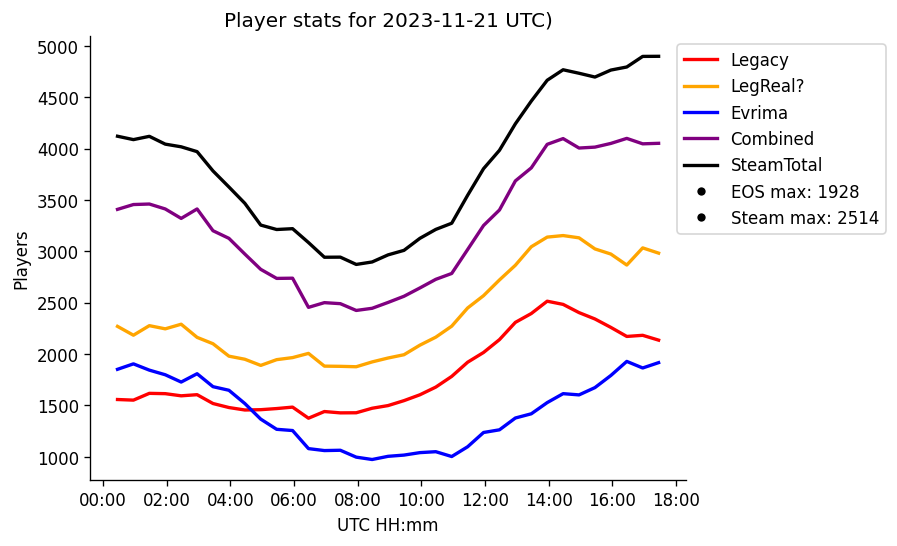 Player stats for 2023-11-21 UTC)
5000
4500
4000
3500
3000
2500
2000
1500
1000
Players
00:00 02:00 04:00 06:00 08:00 10:00 12:00 14:00 16:00 18:00
UTC HH:mm
Legacy
LegReal?
Evrima
Combined
SteamTotal
EOS max: 1928
Steam max: 2514